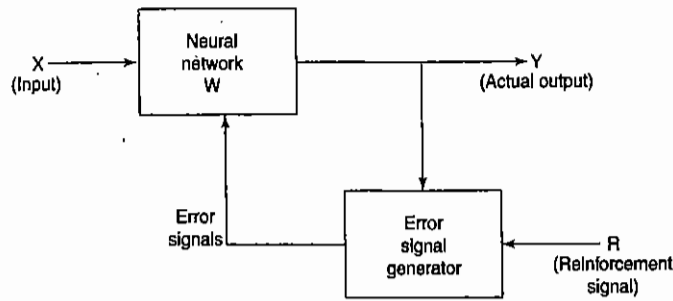 Neural
network
W
X
(Input)
Y
(Actual output)
Error
signals
Error
signal
generator
R
(Reinforcement
signal)